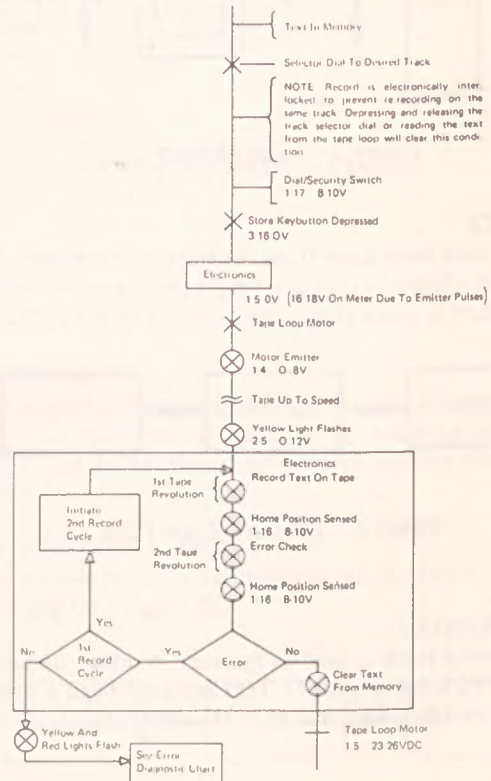 Text In Memory
Selector Dial To Desired Track
NOTE Record is electronically inter
locked to prevent re recording on the
same track. Depressing and releasing the
track selector dial or reading the text
from the tape loop will clear this condi
tion
Dial/Security Switch
1 17 8 10V
Store Keybutton Depressed
3 16 0V
Electronics
1 5 0V (16 18V On Meter Due To Emitter Pulses)
Tape Loop Motor
Motor Emitter
1 4 0 8V
Tape Up To Speed
Yellow Light Flashes
2 5 0 12V
Electronics
1st Tape
Revolution
Record Text On Tape
Initiate
2nd Record
Cycle
Home Position Sensed
1 16 8-10V
2nd Tape
Revolution
Error Check
Home Position Sensed
1 16 8-10V
Yes
No
1st
Record
Cycle
Yes
Error
No
Clear Text
From Memory
Yellow And
Red Lights Flash
See Error
Diagnostic Chart
Tape Loop Motor
1 5 23 26VDC